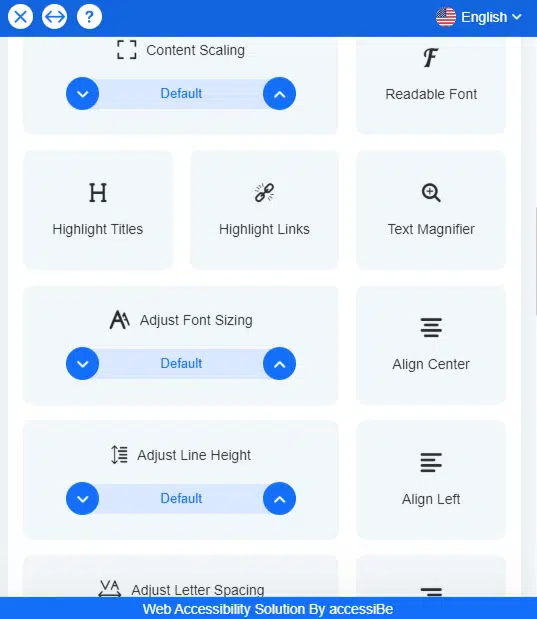 English
Content Scaling
Default
Readable Font
Highlight Titles
Highlight Links
Text Magnifier
Adjust Font Sizing
Default
Align Center
Adjust Line Height
Default
Align Left
Adjust Letter Spacing
Web Accessibility Solution By accessiBe